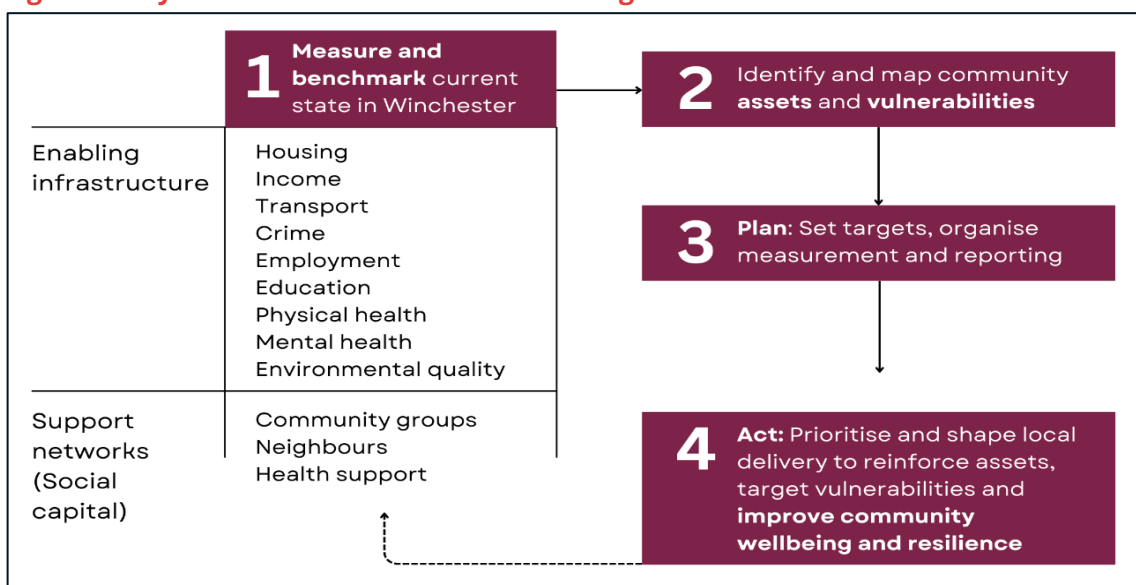 1
Measure and
benchmark current
state in Winchester
2
Identify and map community
assets and vulnerabilities
Enabling
infrastructure
Housing
Income
Transport
Crime
Employment
Education
Physical health
Mental health
Environmental quality
3
Plan: Set targets, organise
measurement and reporting
Support
networks
(Social
capital)
Community groups
Neighbours
Health support
4
Act: Prioritise and shape local
delivery to reinforce assets,
target vulnerabilities and
improve community
wellbeing and resilience